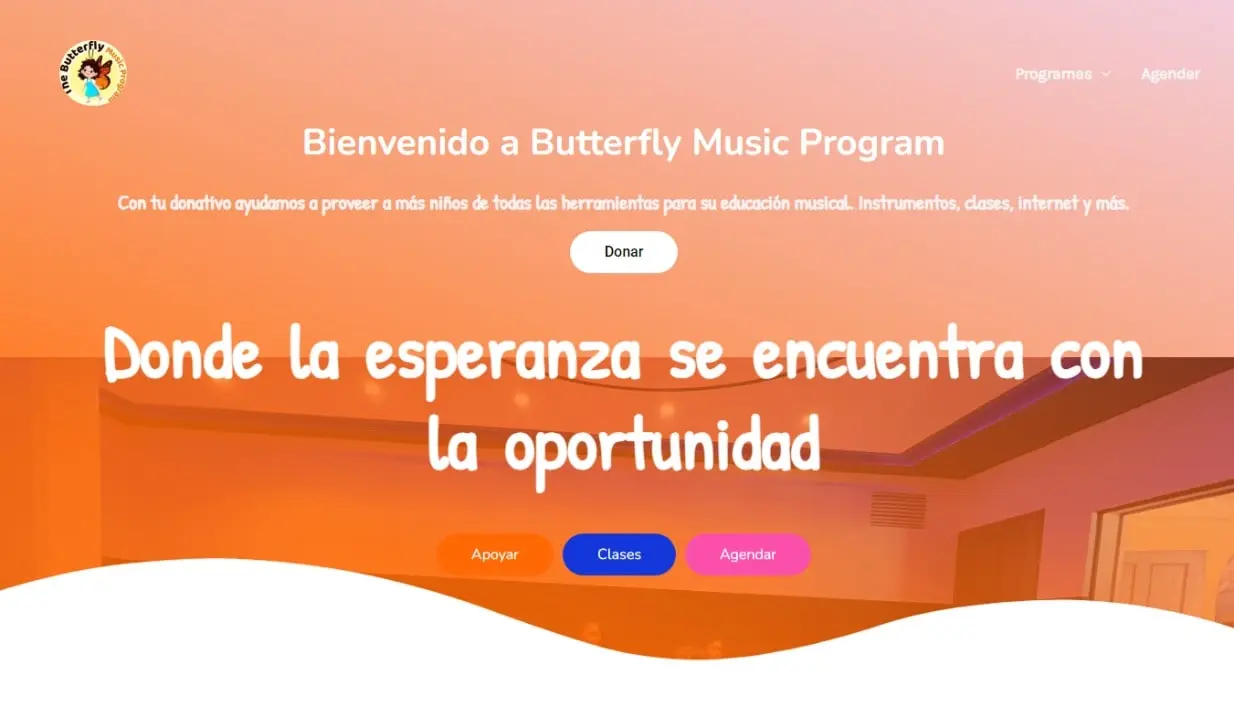 The Butterfly Music Program
Programas
Agendar
Bienvenido a Butterfly Music Program
Con tu donativo ayudamos a proveer a más niños de todas las herramientas para su educación musical. Instrumentos, clases, internet y más.
Donar
Donde la esperanza se encuentra con
la oportunidad
Apoyar
Clases
Agendar